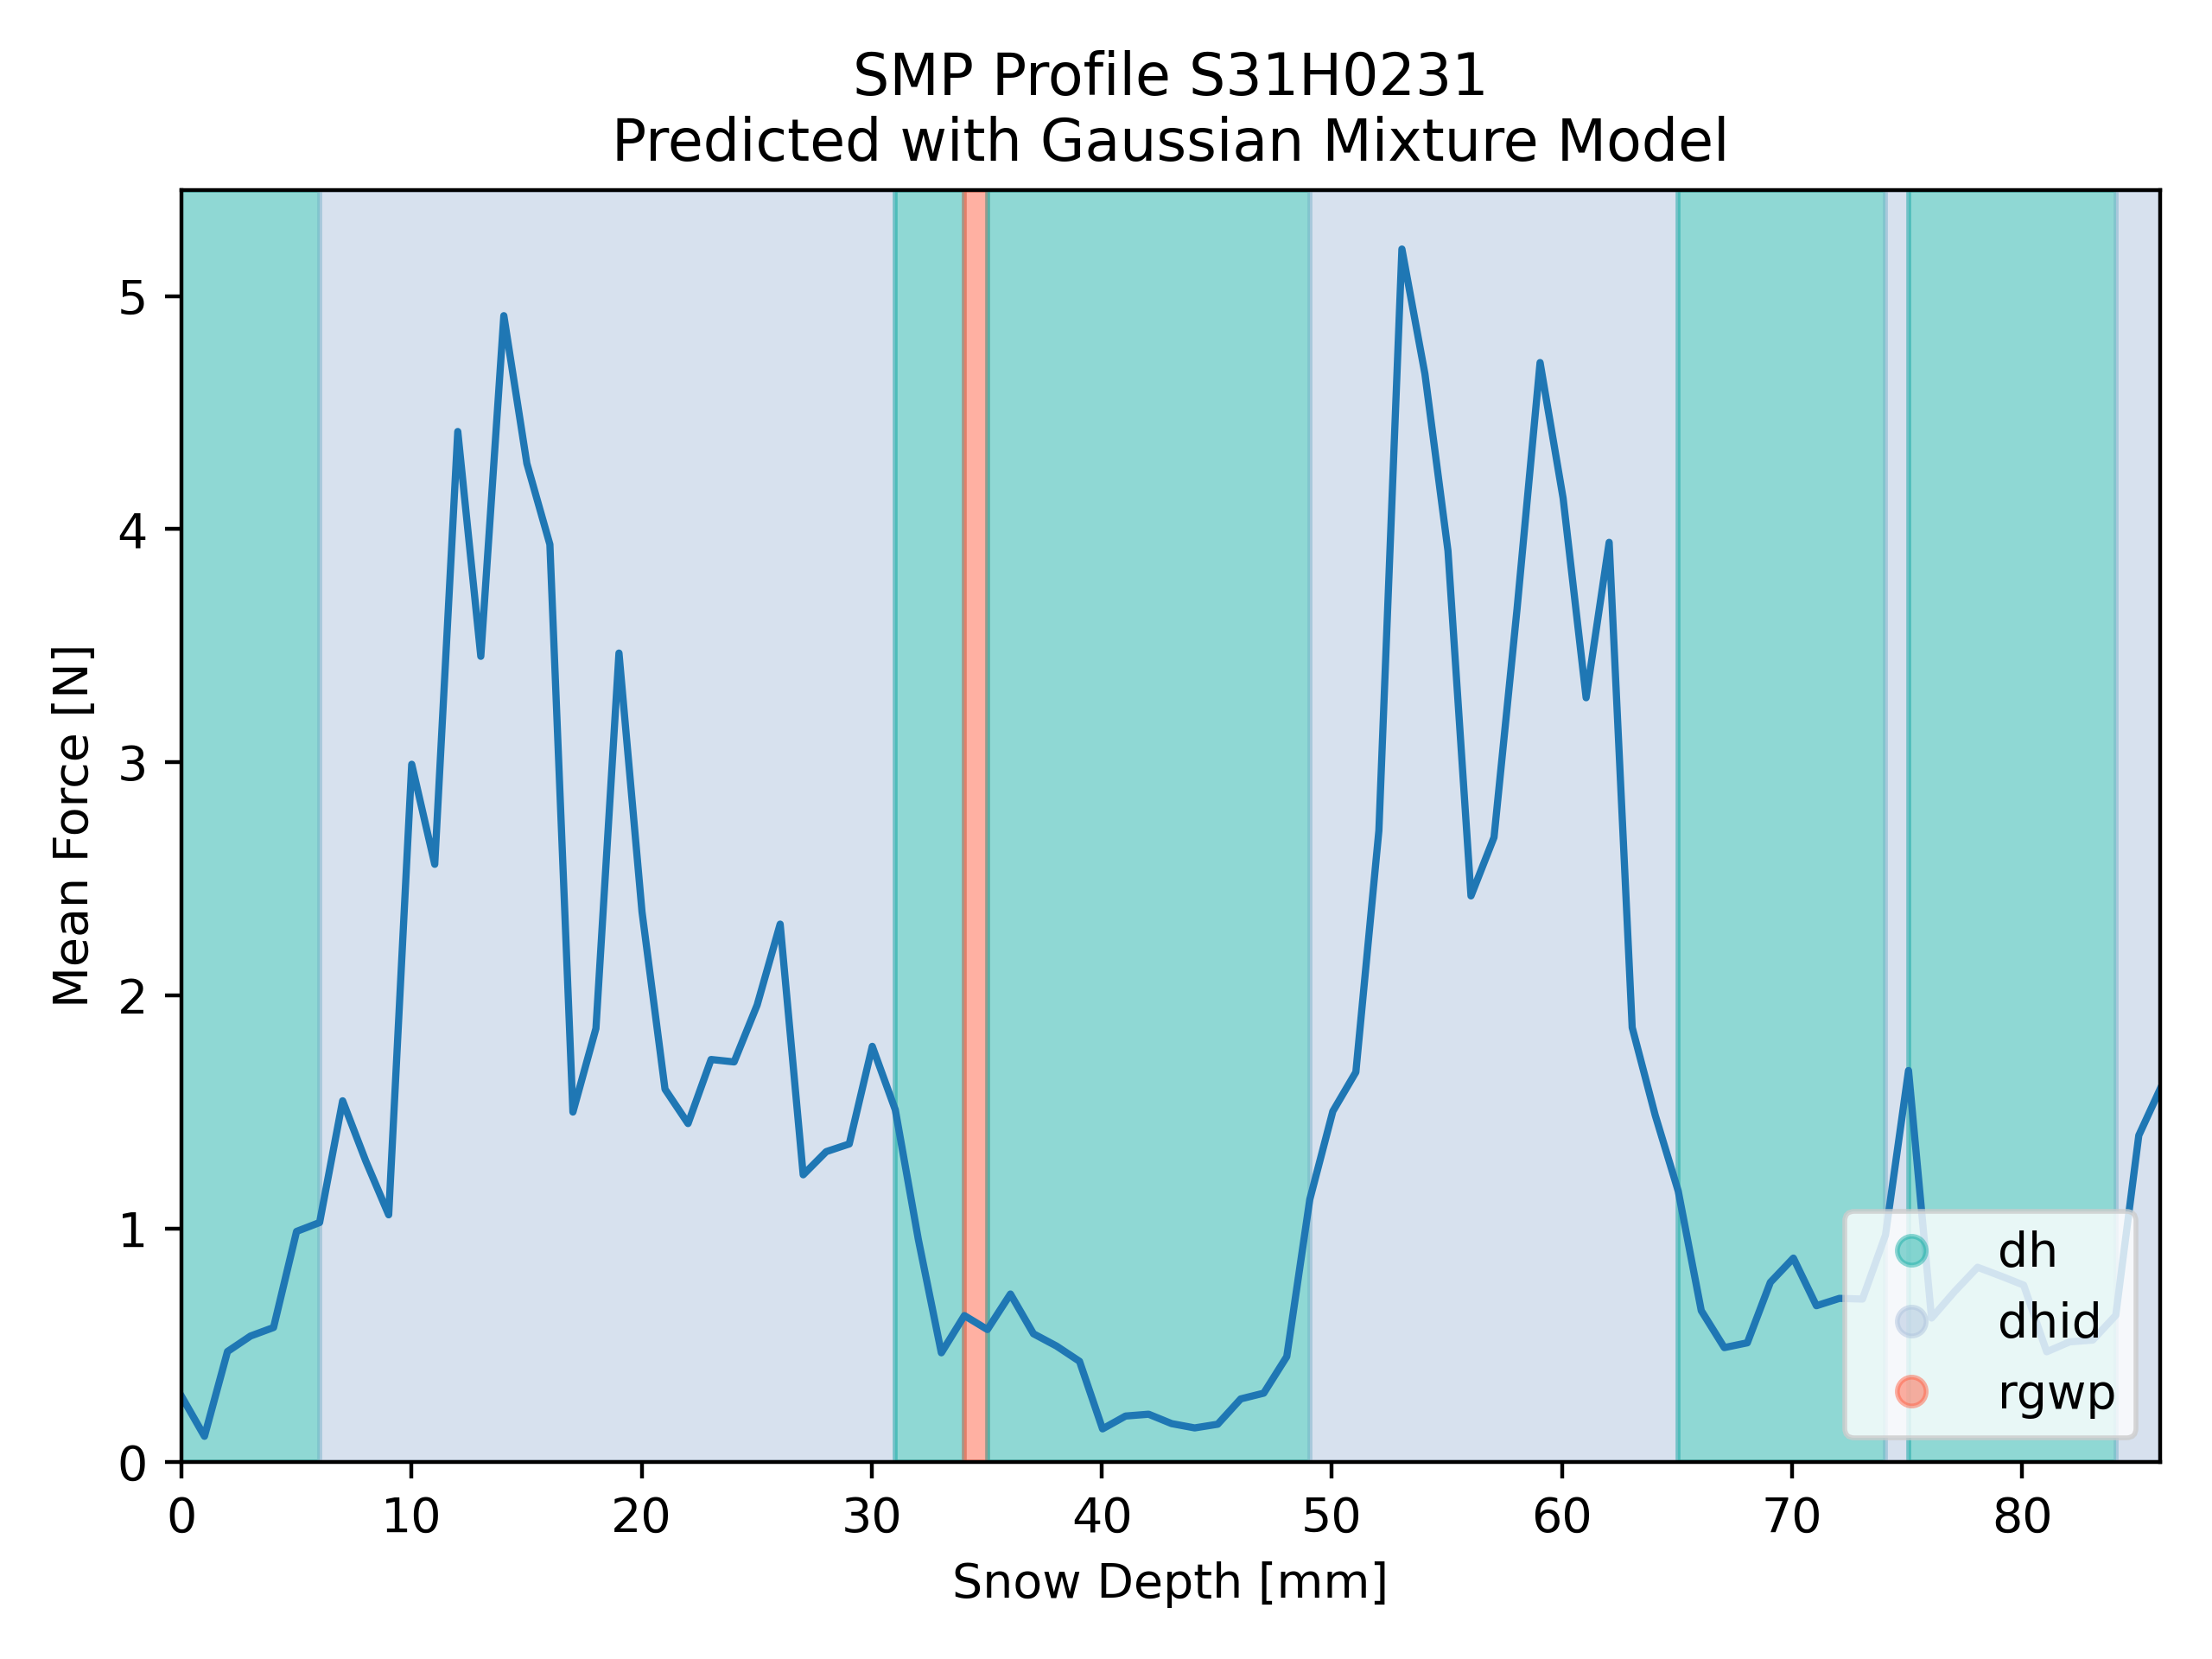 SMP Profile S31H0231
Predicted with Gaussian Mixture Model
Mean Force [N]
5
4
3
2
1
0
dh
dhid
rgwp
0 10 20 30 40 50 60 70 80
Snow Depth [mm]